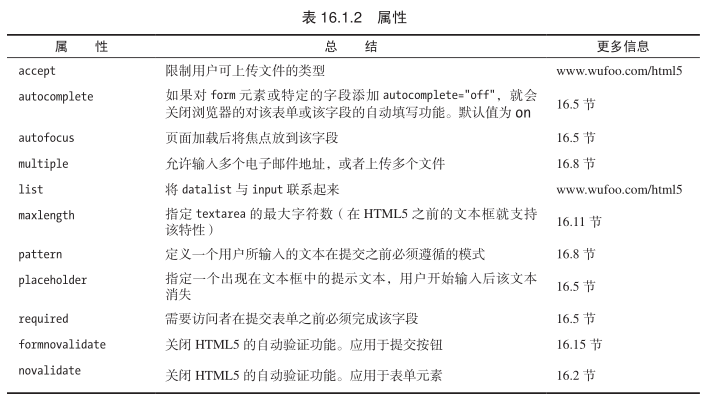 表 16.1.2 属性
属 性 总 结 更多信息
accept 限制用户可上传文件的类型 www.wufoo.com/html5
autocomplete 如果对 form 元素或特定的字段添加 autocomplete="off"，就会
关闭浏览器的对该表单或该字段的自动填写功能。默认值为 on 16.5 节
autofocus 页面加载后将焦点放到该字段 16.5 节
multiple 允许输入多个电子邮件地址，或者上传多个文件 16.8 节
list 将 datalist 与 input 联系起来 www.wufoo.com/html5
maxlength 指定 textarea 的最大字符数（在 HTML5 之前的文本框就支持
该特性） 16.11 节
pattern 定义一个用户所输入的文本在提交之前必须遵循的模式 16.8 节
placeholder 指定一个出现在文本框中的提示文本，用户开始输入后该文本
消失 16.5 节
required 需要访问者在提交表单之前必须完成该字段 16.5 节
formnovalidate 关闭 HTML5 的自动验证功能。应用于提交按钮 16.15 节
novalidate 关闭 HTML5 的自动验证功能。应用于表单元素 16.2 节